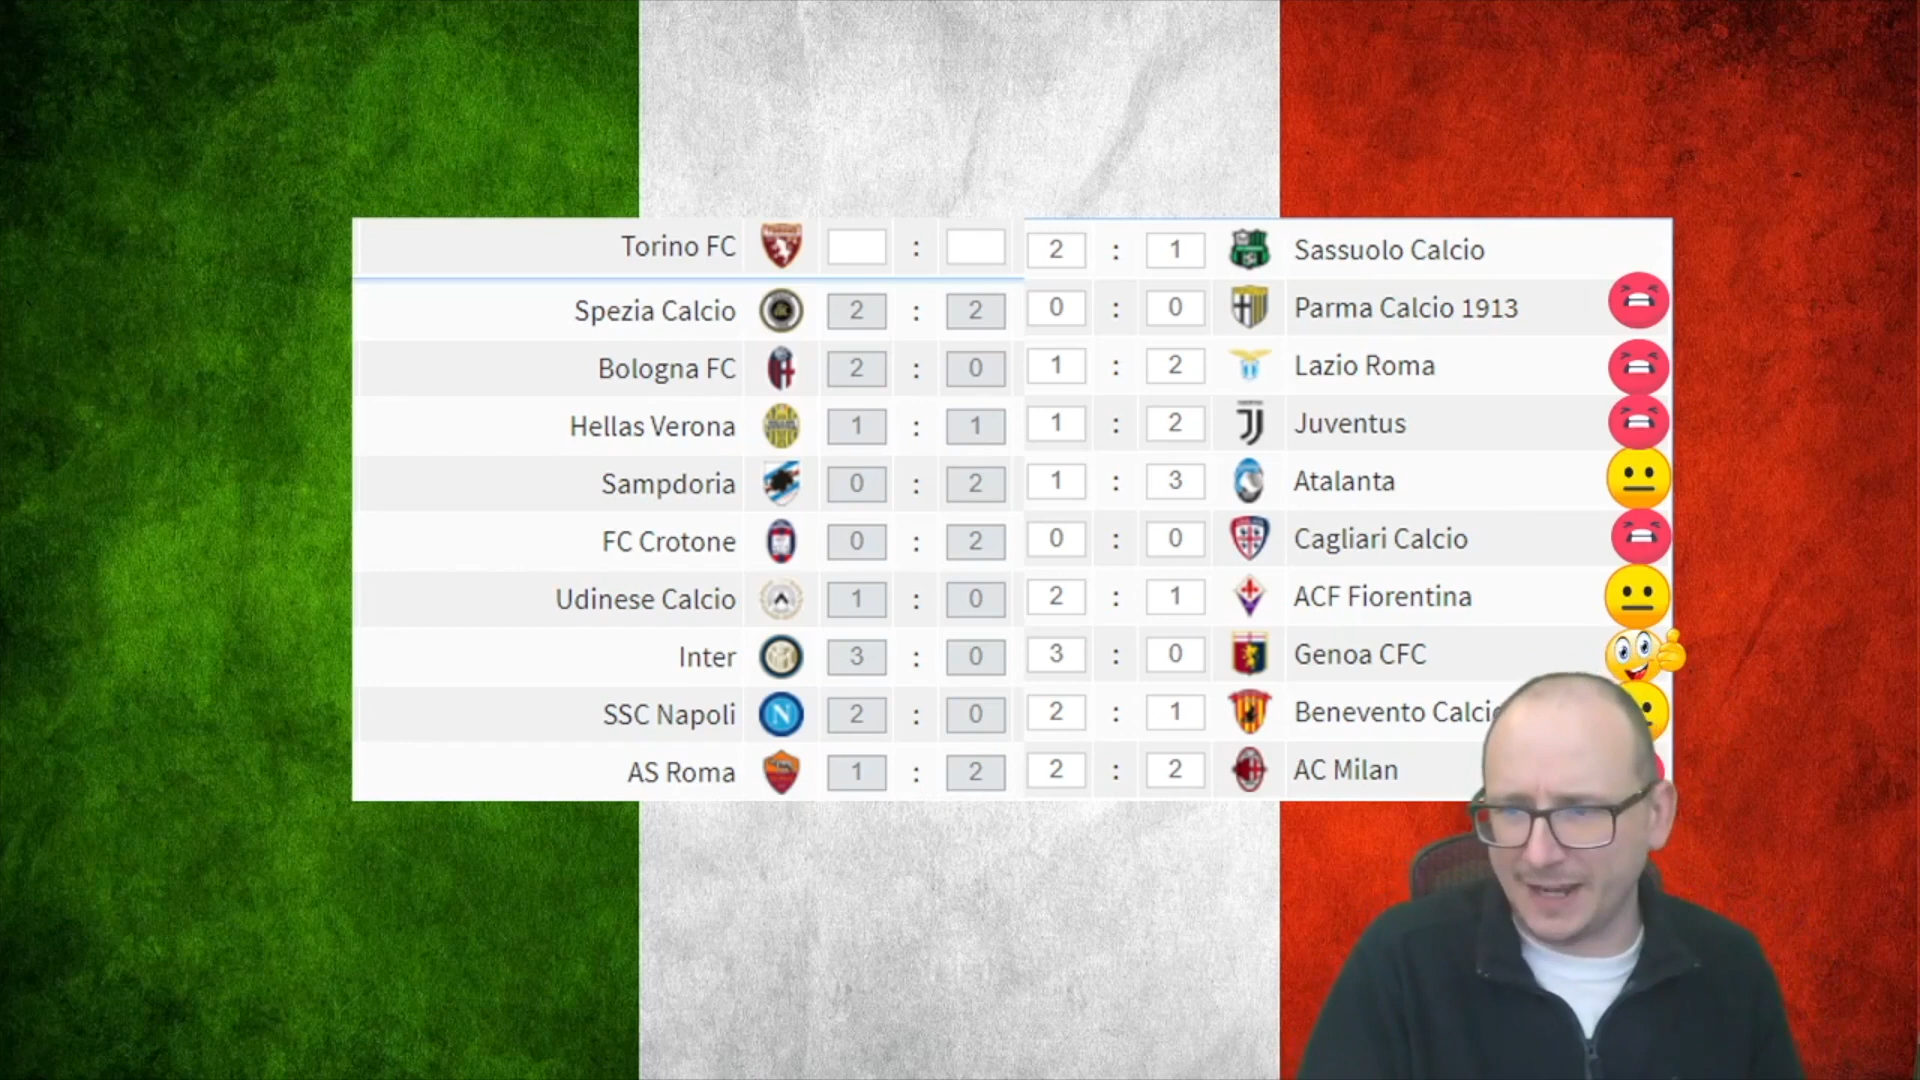 Torino FC : 2 : 1 Sassuolo Calcio
Spezia Calcio 2 : 2 0 : 0 Parma Calcio 1913
Bologna FC 2 : 0 1 : 2 Lazio Roma
Hellas Verona 1 : 1 1 : 2 Juventus
Sampdoria 0 : 2 1 : 3 Atalanta
FC Crotone 0 : 2 0 : 0 Cagliari Calcio
Udinese Calcio 1 : 0 2 : 1 ACF Fiorentina
Inter 3 : 0 3 : 0 Genoa CFC
SSC Napoli N 2 : 0 2 : 1 Benevento Calcio
AS Roma 1 : 2 2 : 2 AC Milan